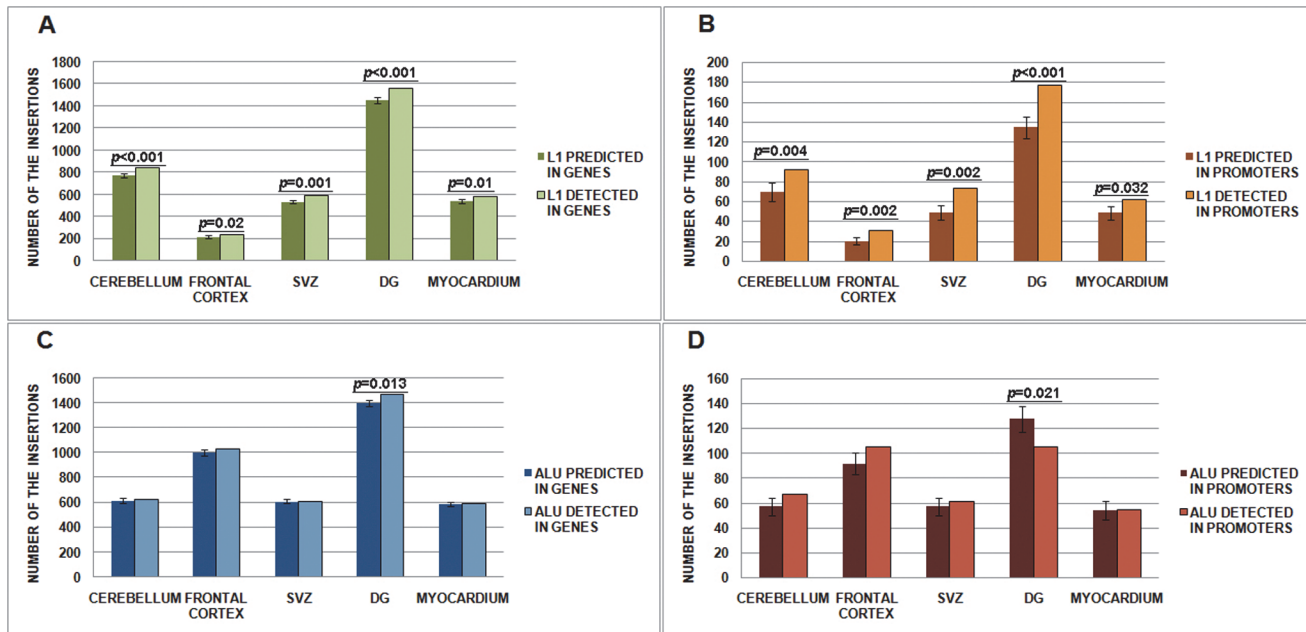 A
NUMBER OF THE INSERTIONS
1800
1600
1400
1200
1000
800
600
400
200
0
p<0.001
p=0.02
p=0.001
p<0.001
p=0.01
CEREBELLUM
FRONTAL
CORTEX
SVZ
DG
MYOCARDIUM
L1 PREDICTED
IN GENES
L1 DETECTED
IN GENES
B
NUMBER OF THE INSERTIONS
200
180
160
140
120
100
80
60
40
20
0
p=0.004
p=0.002
p=0.002
p<0.001
p=0.032
CEREBELLUM
FRONTAL
CORTEX
SVZ
DG
MYOCARDIUM
L1 PREDICTED
IN PROMOTERS
L1 DETECTED
IN PROMOTERS
C
NUMBER OF THE INSERTIONS
1600
1400
1200
1000
800
600
400
200
0
p=0.013
CEREBELLUM
FRONTAL
CORTEX
SVZ
DG
MYOCARDIUM
ALU PREDICTED
IN GENES
ALU DETECTED
IN GENES
D
NUMBER OF THE INSERTIONS
160
140
120
100
80
60
40
20
0
p=0.021
CEREBELLUM
FRONTAL
CORTEX
SVZ
DG
MYOCARDIUM
ALU PREDICTED
IN PROMOTERS
ALU DETECTED
IN PROMOTERS